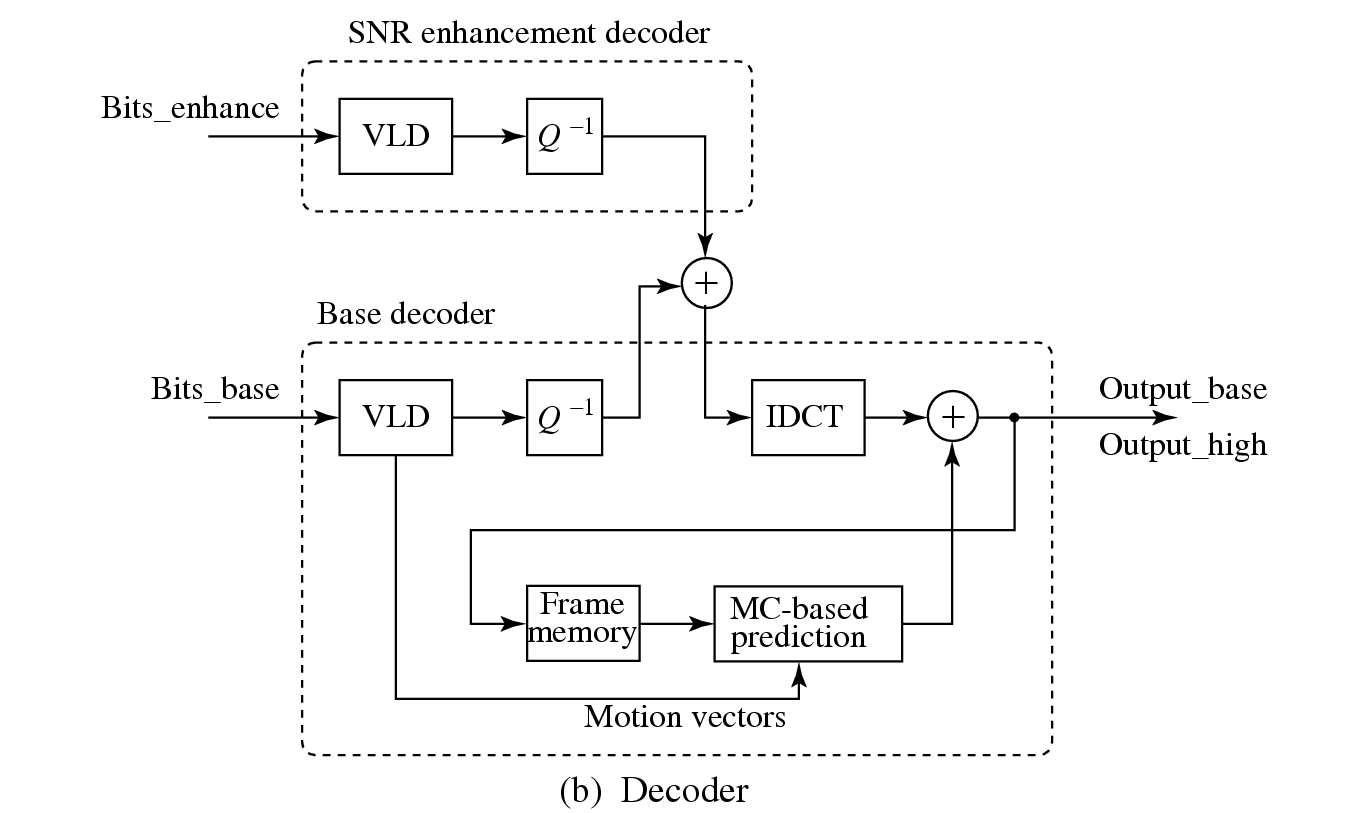 SNR enhancement decoder
Bits_enhance
VLD
Q⁻¹
+
Base decoder
Bits_base
VLD
Q⁻¹
IDCT
+
Output_base
Output_high
Frame
memory
MC-based
prediction
Motion vectors
(b) Decoder